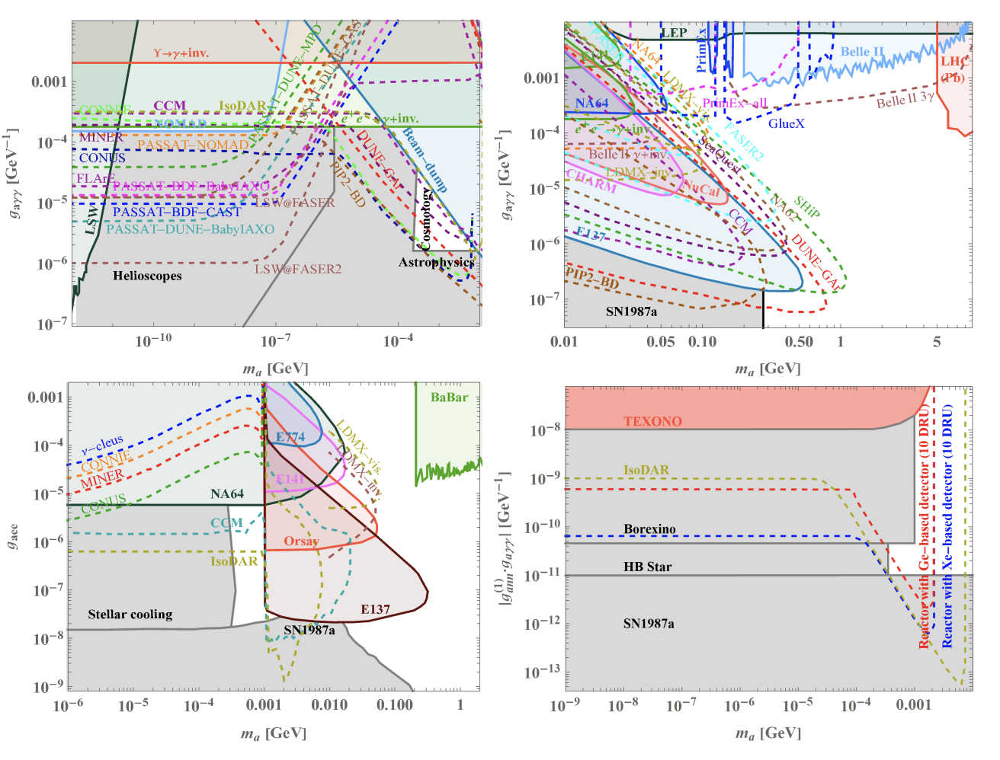 Υ→γ+inv.
0.001
CONNIE
CCM
IsoDAR
PASSAT−DUNE−MPD
PASSAT−DUNE−CAST
e⁺e⁻→γ+inv.
NOMAD
MINER
PASSAT−NOMAD
10⁻⁴
CONUS
FLArE
PASSAT−BDF−BabyIAXO
LSW@FASER
10⁻⁵
PASSAT−BDF−CAST
LSW
PASSAT−DUNE−BabyIAXO
PIP2−BD
DUNE−GAr
Beam−dump
Cosmology
Astrophysics
10⁻⁶
Helioscopes
LSW@FASER2
10⁻⁷
g_aγγ [GeV⁻¹]
10⁻¹⁰ 10⁻⁷ 10⁻⁴
m_a [GeV]
LEP
PrimEx
Belle II
LHC
(Pb)
NA64
LDMX−vis.
0.001
E141
NA64
PrimEx−all
Belle II 3γ
GlueX
e⁺e⁻→γ+inv.
FASER2
SeaQuest
10⁻⁴
Belle II γ+inv.
LDMX−inv.
CHARM
NuCal
10⁻⁵
NA62
SHiP
CCM
E137
10⁻⁶
DUNE−GAr
PIP2−BD
10⁻⁷
SN1987a
g_aγγ [GeV⁻¹]
0.01 0.05 0.10 0.50 1 5
m_a [GeV]
BaBar
0.001
ν−cleus
E774
LDMX−vis.
10⁻⁴
CONNIE
LDMX−inv.
MINER
E141
10⁻⁵
CONUS
NA64
CCM
10⁻⁶
Orsay
IsoDAR
10⁻⁷
Stellar cooling
E137
SN1987a
10⁻⁸
10⁻⁹
g_aee
10⁻⁶ 10⁻⁵ 10⁻⁴ 0.001 0.010 0.100 1
m_a [GeV]
TEXONO
10⁻⁸
IsoDAR
10⁻⁹
Borexino
10⁻¹⁰
HB Star
10⁻¹¹
SN1987a
10⁻¹²
10⁻¹³
Reactor with Ge−based detector (10 DRU)
Reactor with Xe−based detector (10 DRU)
|g_ann^(1)·g_aγγ| [GeV⁻¹]
10⁻⁹ 10⁻⁸ 10⁻⁷ 10⁻⁶ 10⁻⁵ 10⁻⁴ 0.001
m_a [GeV]